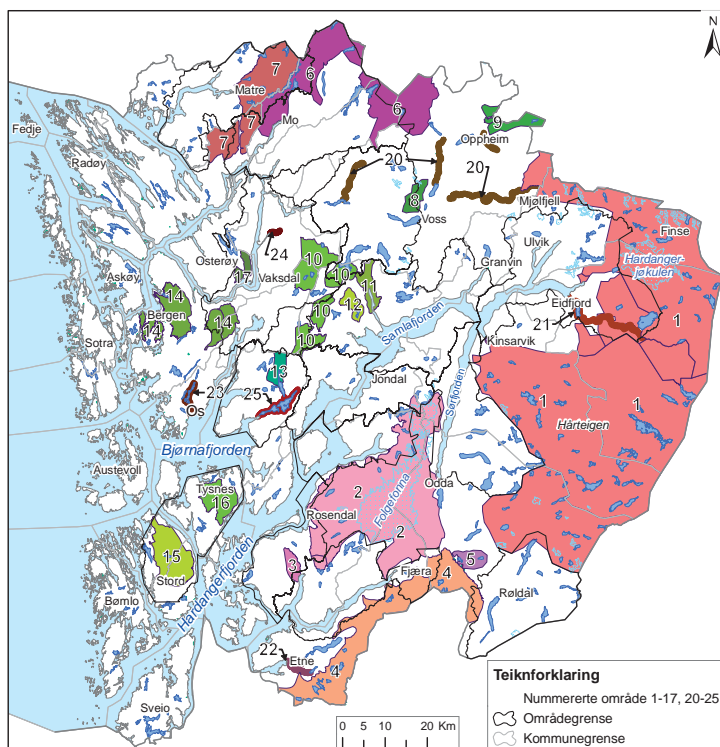 N
7
6
Matre
Fedje
Mo
6
9
7
Oppheim
7
Radøy
20
20
8
Mjølfjell
Voss
Finse
Ulvik
24
Osterøy
Hardanger-
jøkulen
17
10
Granvin
Askøy
Vaksdal
10
11
14
Eidfjord
12
Bergen
10
14
14
21
1
Samlafjorden
Sotra
Kinsarvik
10
13
Jondal
Sørfjorden
23
25
1
1
Os
Hårteigen
Bjørnafjorden
Austevoll
Tysnes
Odda
16
2
Folgefonna
Rosendal
2
15
3
5
Fjæra
4
Stord
Hardangerfjorden
Bømlo
Røldal
22
Etne
4
Teiknforklaring
Nummererte område 1-17, 20-25
Områdegrense
Kommunegrense
Sveio
0 5 10 20 Km